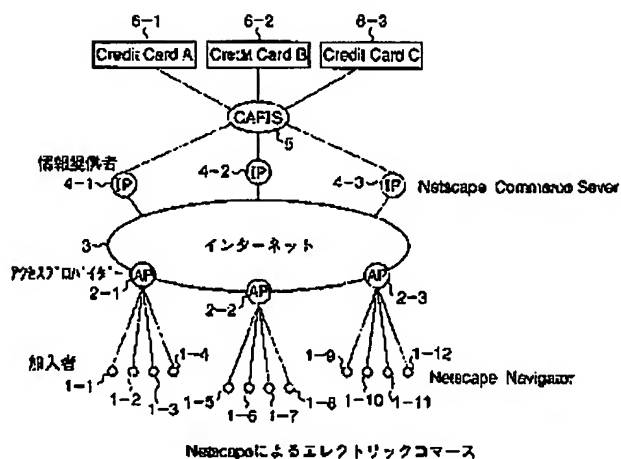 6-1 6-2 6-3
Credit Card A Credit Card B Credit Card C
CAFIS
5
情報提供者
4-1 IP 4-2 IP 4-3 IP Netscape Commerce Sever
3 インターネット
アクセスプロバイダー
AP AP AP
2-1 2-2 2-3
加入者
1-1 1-2 1-3 1-4 1-5 1-6 1-7 1-8 1-9 1-10 1-11 1-12 Netscape Navigator
Netscapeによるエレクトリックコマース